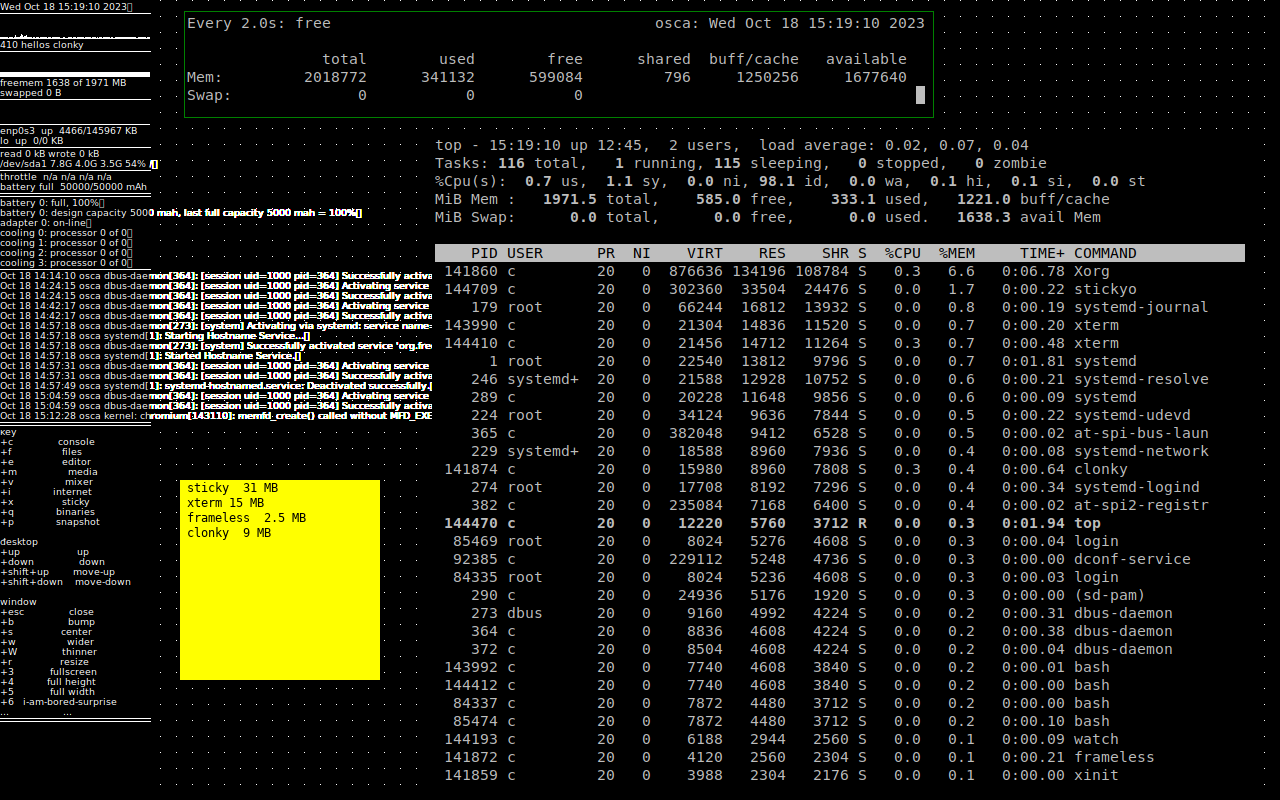 Wed Oct 18 15:19:10 2023▯
410 hellos clonky
freemem 1638 of 1971 MB
swapped 0 B
enp0s3 up 4466/145967 KB
lo up 0/0 KB
read 0 kB wrote 0 kB
/dev/sda1 7.8G 4.0G 3.5G 54% /▯
throttle n/a n/a n/a n/a
battery full 50000/50000 mAh
battery 0: full, 100%▯
battery 0: design capacity 5000 mah, last full capacity 5000 mah = 100%▯
adapter 0: on-line▯
cooling 0: processor 0 of 0▯
cooling 1: processor 0 of 0▯
cooling 2: processor 0 of 0▯
cooling 3: processor 0 of 0▯
Oct 18 14:14:10 osca dbus-daemon[364]: [session uid=1000 pid=364] Successfully activa
Oct 18 14:24:15 osca dbus-daemon[364]: [session uid=1000 pid=364] Activating service
Oct 18 14:24:15 osca dbus-daemon[364]: [session uid=1000 pid=364] Successfully activa
Oct 18 14:42:17 osca dbus-daemon[364]: [session uid=1000 pid=364] Activating service
Oct 18 14:42:17 osca dbus-daemon[364]: [session uid=1000 pid=364] Successfully activa
Oct 18 14:57:18 osca dbus-daemon[273]: [system] Activating via systemd: service name=
Oct 18 14:57:18 osca systemd[1]: Starting Hostname Service...▯
Oct 18 14:57:18 osca dbus-daemon[273]: [system] Successfully activated service 'org.fre
Oct 18 14:57:18 osca systemd[1]: Started Hostname Service.▯
Oct 18 14:57:31 osca dbus-daemon[364]: [session uid=1000 pid=364] Activating service
Oct 18 14:57:31 osca dbus-daemon[364]: [session uid=1000 pid=364] Successfully activa
Oct 18 14:57:49 osca systemd[1]: systemd-hostnamed.service: Deactivated successfully.
Oct 18 15:04:59 osca dbus-daemon[364]: [session uid=1000 pid=364] Activating service
Oct 18 15:04:59 osca dbus-daemon[364]: [session uid=1000 pid=364] Successfully activa
Oct 18 15:12:28 osca kernel: chromium[143110]: memfd_create() called without MFD_EXE
key
+c console
+f files
+e editor
+m media
+v mixer
+i internet
+x sticky
+q binaries
+p snapshot
desktop
+up up
+down down
+shift+up move-up
+shift+down move-down
window
+esc close
+b bump
+s center
+w wider
+W thinner
+r resize
+3 fullscreen
+4 full height
+5 full width
+6 i-am-bored-surprise
... ...
Every 2.0s: free osca: Wed Oct 18 15:19:10 2023
total used free shared buff/cache available
Mem: 2018772 341132 599084 796 1250256 1677640
Swap: 0 0 0
sticky 31 MB
xterm 15 MB
frameless 2.5 MB
clonky 9 MB
top - 15:19:10 up 12:45, 2 users, load average: 0.02, 0.07, 0.04
Tasks: 116 total, 1 running, 115 sleeping, 0 stopped, 0 zombie
%Cpu(s): 0.7 us, 1.1 sy, 0.0 ni, 98.1 id, 0.0 wa, 0.1 hi, 0.1 si, 0.0 st
MiB Mem : 1971.5 total, 585.0 free, 333.1 used, 1221.0 buff/cache
MiB Swap: 0.0 total, 0.0 free, 0.0 used. 1638.3 avail Mem
PID USER PR NI VIRT RES SHR S %CPU %MEM TIME+ COMMAND
141860 c 20 0 876636 134196 108784 S 0.3 6.6 0:06.78 Xorg
144709 c 20 0 302360 33504 24476 S 0.0 1.7 0:00.22 stickyo
179 root 20 0 66244 16812 13932 S 0.0 0.8 0:00.19 systemd-journal
143990 c 20 0 21304 14836 11520 S 0.0 0.7 0:00.20 xterm
144410 c 20 0 21456 14712 11264 S 0.3 0.7 0:00.48 xterm
1 root 20 0 22540 13812 9796 S 0.0 0.7 0:01.81 systemd
246 systemd+ 20 0 21588 12928 10752 S 0.0 0.6 0:00.21 systemd-resolve
289 c 20 0 20228 11648 9856 S 0.0 0.6 0:00.09 systemd
224 root 20 0 34124 9636 7844 S 0.0 0.5 0:00.22 systemd-udevd
365 c 20 0 382048 9412 6528 S 0.0 0.5 0:00.02 at-spi-bus-laun
229 systemd+ 20 0 18588 8960 7936 S 0.0 0.4 0:00.08 systemd-network
141874 c 20 0 15980 8960 7808 S 0.3 0.4 0:00.64 clonky
274 root 20 0 17708 8192 7296 S 0.0 0.4 0:00.34 systemd-logind
382 c 20 0 235084 7168 6400 S 0.0 0.4 0:00.02 at-spi2-registr
144470 c 20 0 12220 5760 3712 R 0.0 0.3 0:01.94 top
85469 root 20 0 8024 5276 4608 S 0.0 0.3 0:00.04 login
92385 c 20 0 229112 5248 4736 S 0.0 0.3 0:00.00 dconf-service
84335 root 20 0 8024 5236 4608 S 0.0 0.3 0:00.03 login
290 c 20 0 24936 5176 1920 S 0.0 0.3 0:00.00 (sd-pam)
273 dbus 20 0 9160 4992 4224 S 0.0 0.2 0:00.31 dbus-daemon
364 c 20 0 8836 4608 4224 S 0.0 0.2 0:00.38 dbus-daemon
372 c 20 0 8504 4608 4224 S 0.0 0.2 0:00.04 dbus-daemon
143992 c 20 0 7740 4608 3840 S 0.0 0.2 0:00.01 bash
144412 c 20 0 7740 4608 3840 S 0.0 0.2 0:00.00 bash
84337 c 20 0 7872 4480 3712 S 0.0 0.2 0:00.00 bash
85474 c 20 0 7872 4480 3712 S 0.0 0.2 0:00.10 bash
144193 c 20 0 6188 2944 2560 S 0.0 0.1 0:00.09 watch
141872 c 20 0 4120 2560 2304 S 0.0 0.1 0:00.21 frameless
141859 c 20 0 3988 2304 2176 S 0.0 0.1 0:00.00 xinit